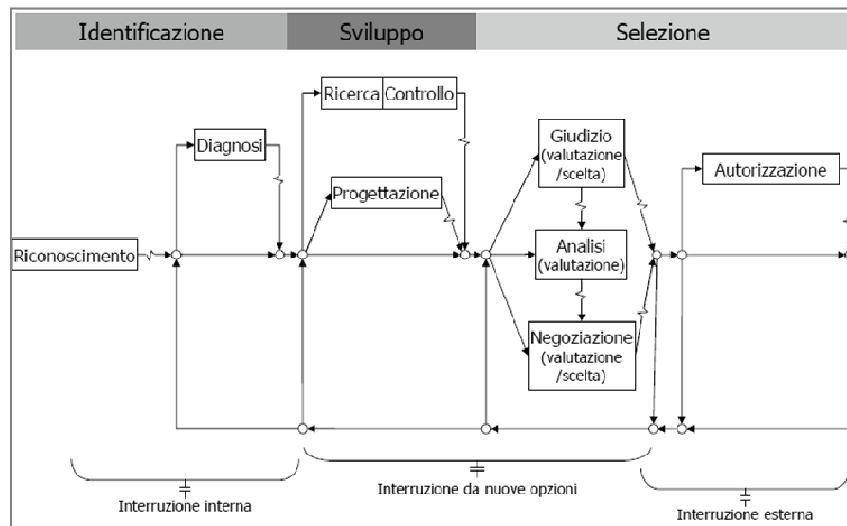 Identificazione
Sviluppo
Selezione
Ricerca Controllo
Diagnosi
Giudizio
(valutazione
/scelta)
Autorizzazione
Progettazione
Riconoscimento
Analisi
(valutazione)
Negoziazione
(valutazione
/scelta)
Interruzione interna
Interruzione da nuove opzioni
Interruzione esterna